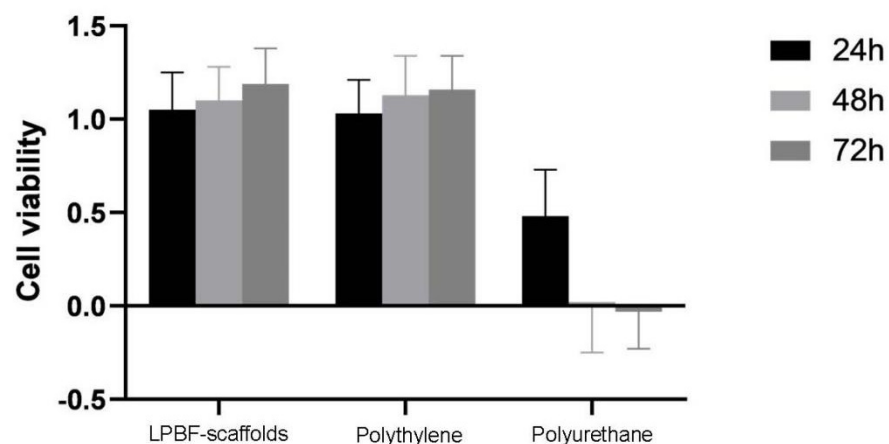 Cell viability
1.5
1.0
0.5
0.0
-0.5
LPBF-scaffolds
Polythylene
Polyurethane
24h
48h
72h